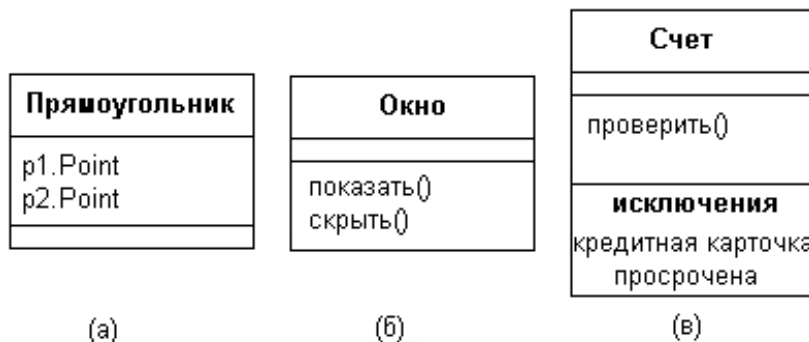 Прямоугольник
p1.Point
p2.Point
(а)
Окно
показать()
скрыть()
(б)
Счет
проверить()
исключения
кредитная карточка
просрочена
(в)